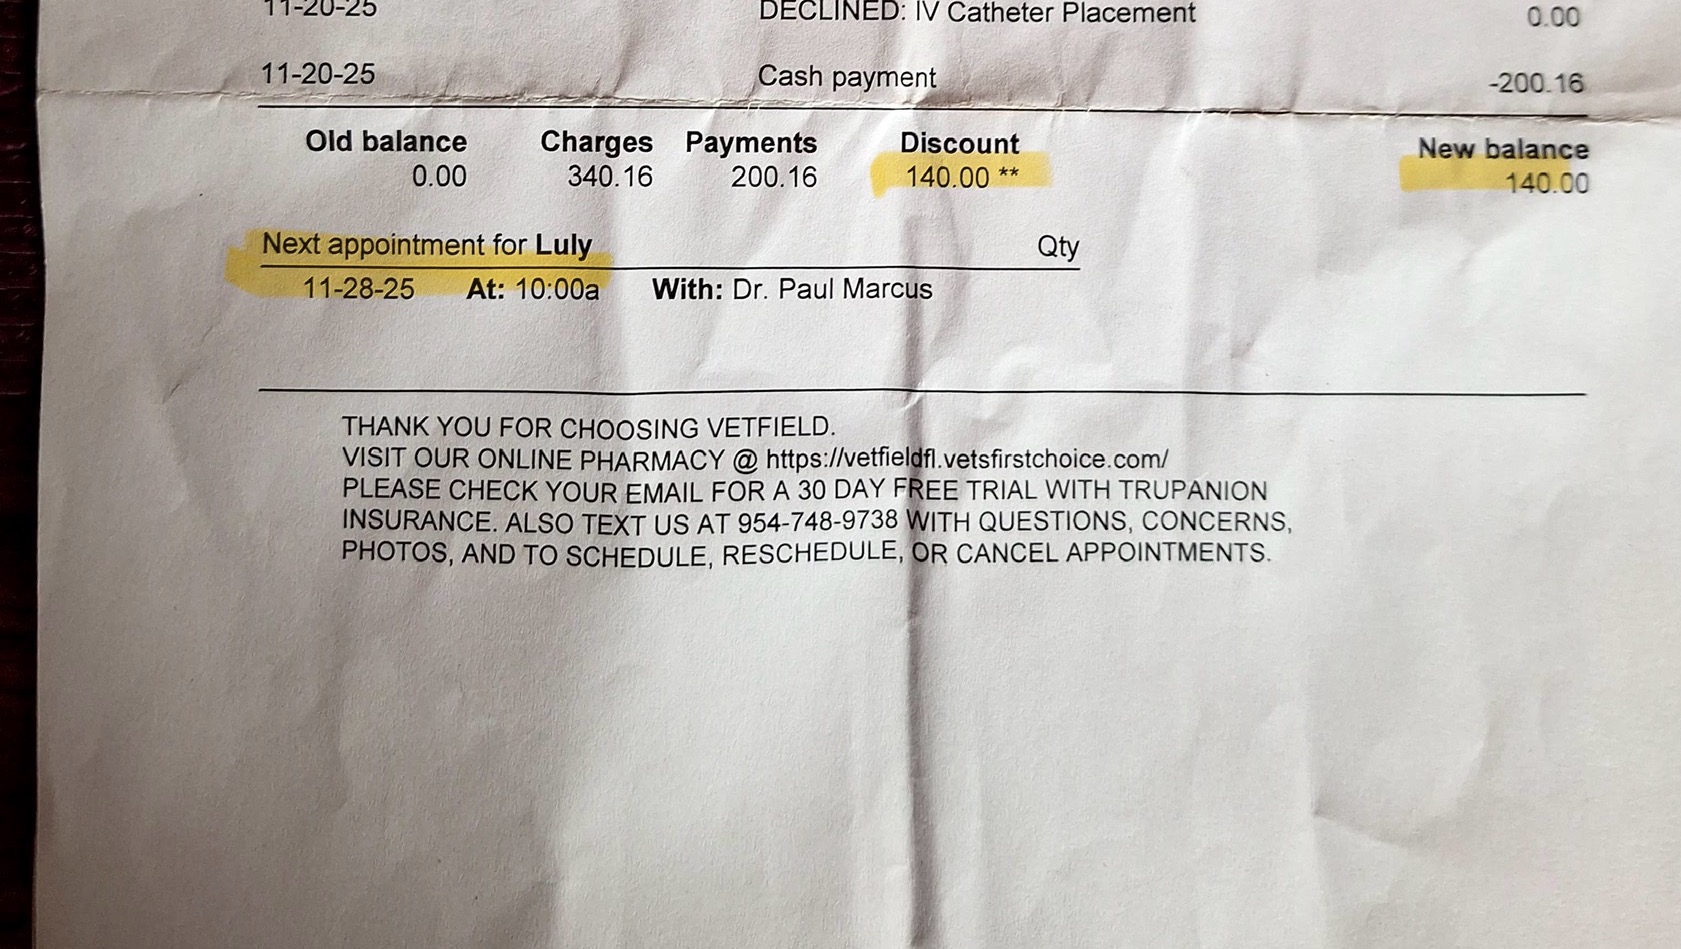 11-20-25 DECLINED: IV Catheter Placement 0.00
11-20-25 Cash payment -200.16
Old balance Charges Payments Discount New balance
0.00 340.16 200.16 140.00 ** 140.00
Next appointment for Luly Qty
11-28-25 At: 10:00a With: Dr. Paul Marcus
THANK YOU FOR CHOOSING VETFIELD.
VISIT OUR ONLINE PHARMACY @ https://vetfieldfl.vetsfirstchoice.com/
PLEASE CHECK YOUR EMAIL FOR A 30 DAY FREE TRIAL WITH TRUPANION
INSURANCE. ALSO TEXT US AT 954-748-9738 WITH QUESTIONS, CONCERNS,
PHOTOS, AND TO SCHEDULE, RESCHEDULE, OR CANCEL APPOINTMENTS.